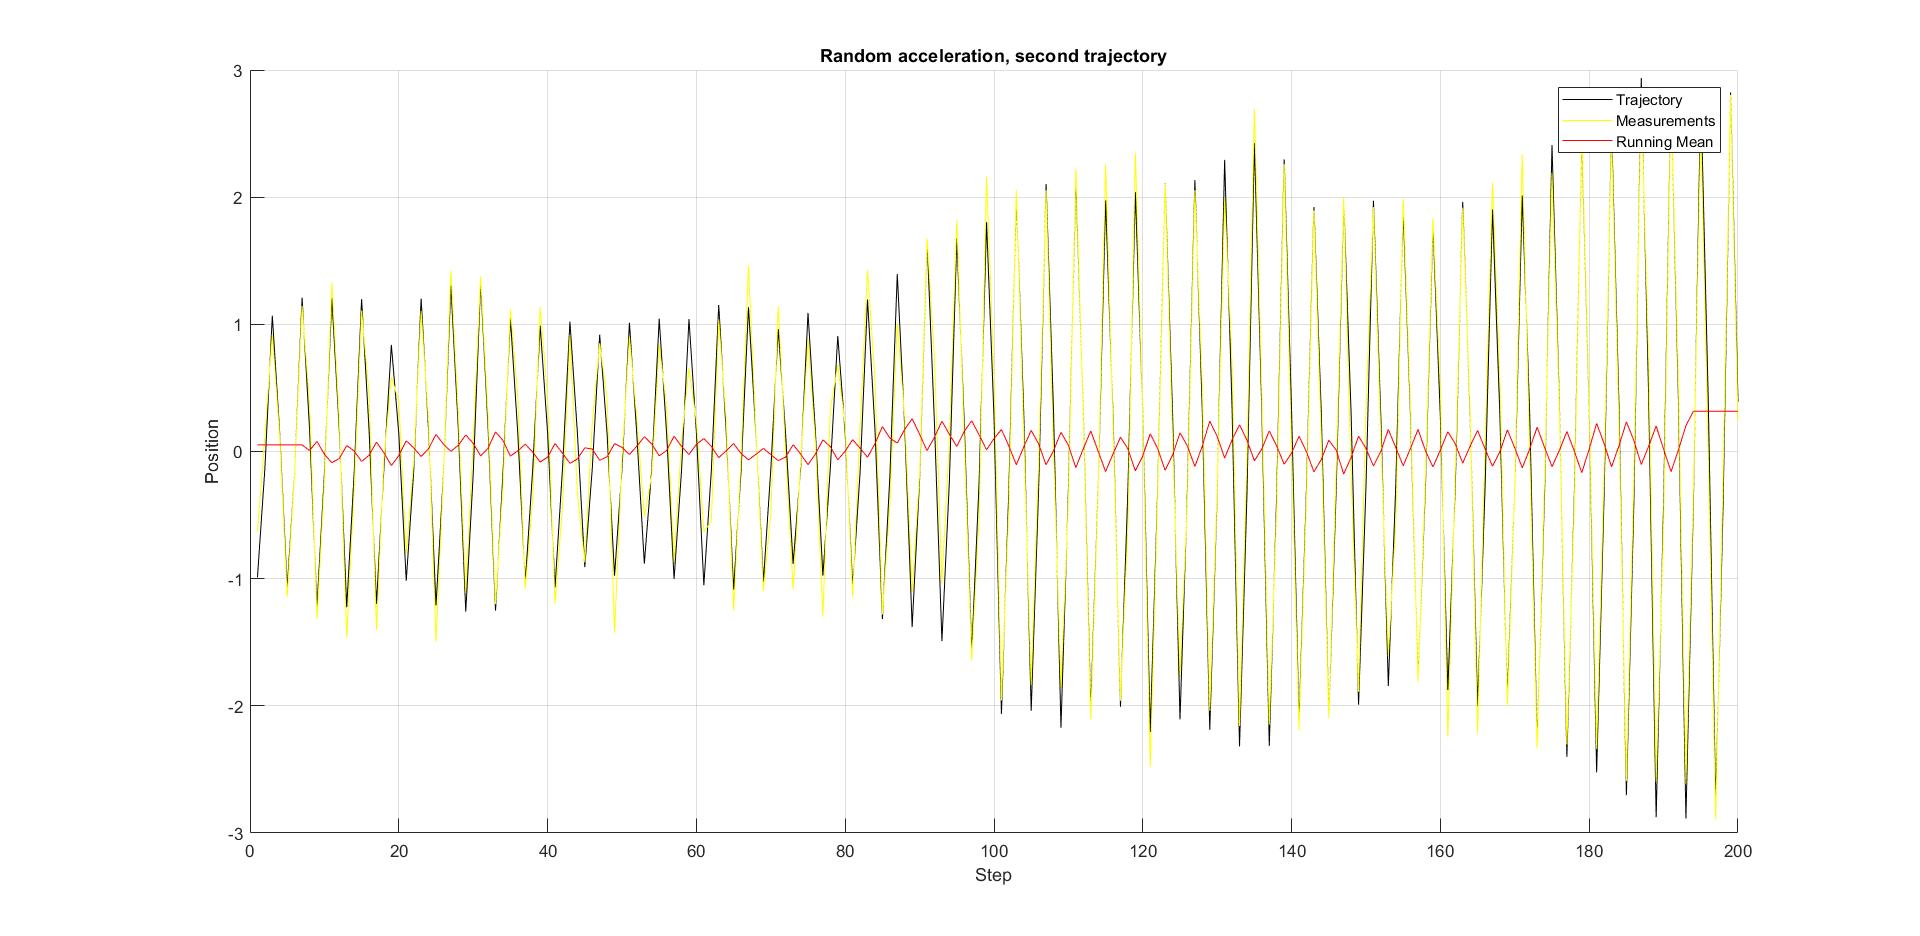 Random acceleration, second trajectory
3
2
1
0
-1
-2
-3
Position
Trajectory
Measurements
Running Mean
0 20 40 60 80 100 120 140 160 180 200
Step